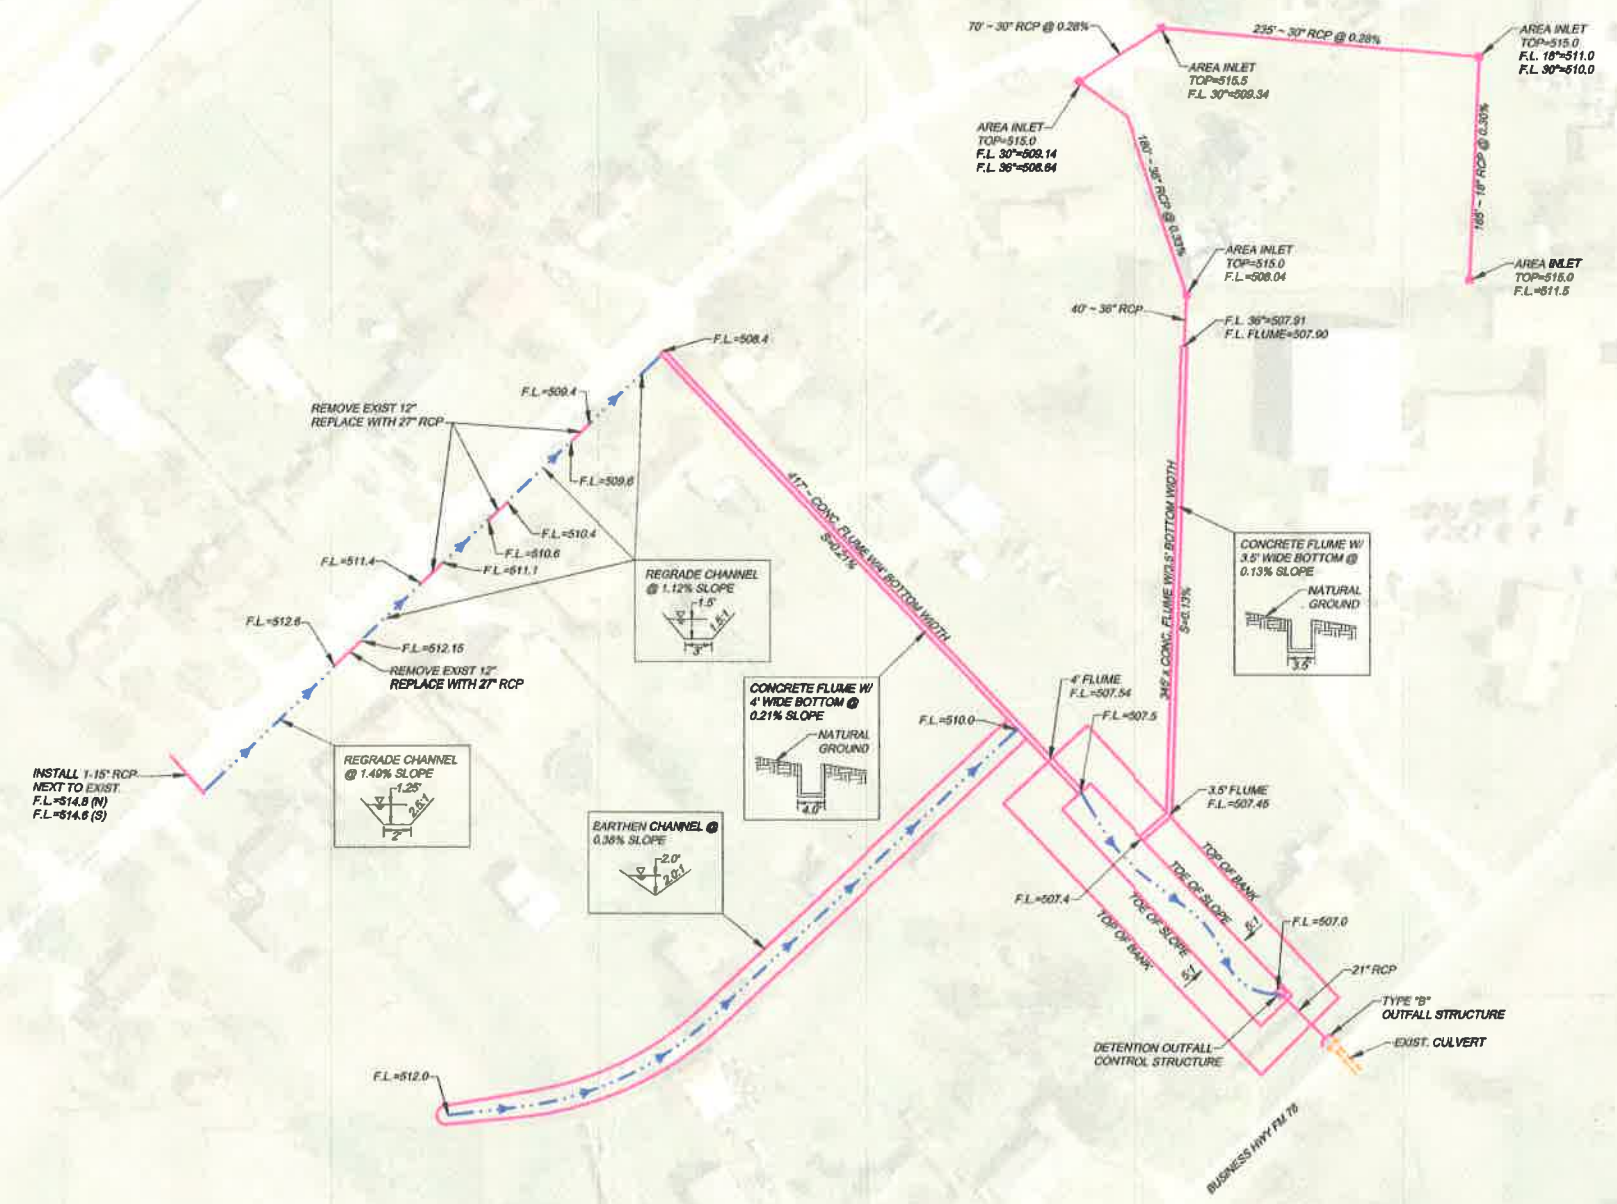 70' ~ 30" RCP @ 0.28%
235' ~ 30" RCP @ 0.28%
AREA INLET
TOP=515.0
F.L. 18"=511.0
F.L. 30"=510.0
AREA INLET
TOP=515.5
F.L. 30"=509.34
AREA INLET
TOP=515.0
F.L. 30"=509.14
F.L. 36"=508.64
180' ~ 36" RCP @ 0.33%
165' ~ 18" RCP @ 0.30%
AREA INLET
TOP=515.0
F.L.=508.04
AREA INLET
TOP=515.0
F.L.=511.5
40' ~ 36" RCP
F.L. 36"=507.91
F.L. FLUME=507.90
F.L.=508.4
F.L.=509.4
REMOVE EXIST 12"
REPLACE WITH 27" RCP
F.L.=509.6
417' ~ CONC. FLUME W/4' BOTTOM WIDTH
S=0.21%
345' x CONC. FLUME W/3.5' BOTTOM WIDTH
S=0.13%
F.L.=510.4
F.L.=510.6
F.L.=511.4
F.L.=511.1
CONCRETE FLUME W/
3.5' WIDE BOTTOM @
0.13% SLOPE
NATURAL
GROUND
3.5'
REGRADE CHANNEL
@ 1.12% SLOPE
1.5'
1.5:1
3'
F.L.=512.6
F.L.=512.15
REMOVE EXIST 12"
REPLACE WITH 27" RCP
CONCRETE FLUME W/
4' WIDE BOTTOM @
0.21% SLOPE
NATURAL
GROUND
4.0'
4' FLUME
F.L.=507.54
F.L.=507.5
F.L.=510.0
INSTALL 1-15" RCP
NEXT TO EXIST.
F.L.=514.8 (N)
F.L.=514.6 (S)
REGRADE CHANNEL
@ 1.49% SLOPE
1.25'
2.5:1
2'
3.5' FLUME
F.L.=507.45
EARTHEN CHANNEL @
0.38% SLOPE
2.0'
2.0:1
TOP OF BANK
TOE OF SLOPE
F.L.=507.4
TOE OF SLOPE
TOP OF BANK
F.L.=507.0
21" RCP
TYPE "B"
OUTFALL STRUCTURE
EXIST. CULVERT
DETENTION OUTFALL
CONTROL STRUCTURE
F.L.=512.0
BUSINESS HWY FM 78